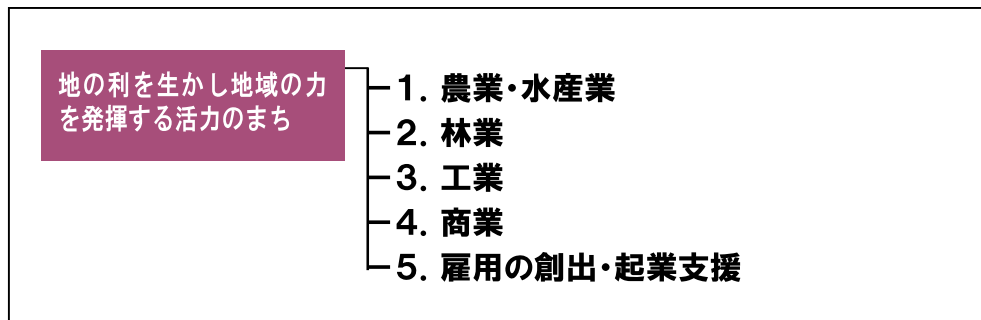 地の利を生かし地域の力
を発揮する活力のまち
1. 農業・水産業
2. 林業
3. 工業
4. 商業
5. 雇用の創出・起業支援